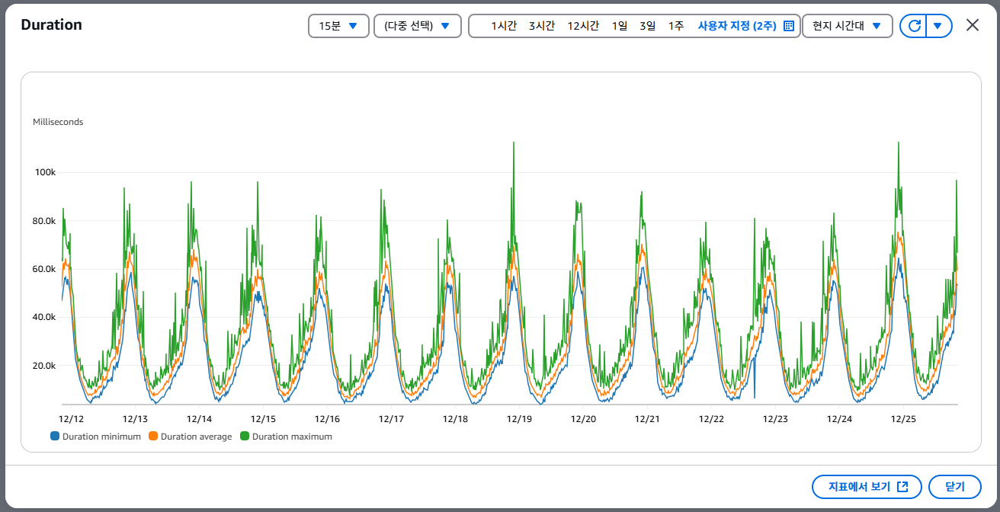 Duration
15분 (다중 선택) 1시간 3시간 12시간 1일 3일 1주 사용자 지정 (2주) 현지 시간대
Milliseconds
100k
80.0k
60.0k
40.0k
20.0k
12/12 12/13 12/14 12/15 12/16 12/17 12/18 12/19 12/20 12/21 12/22 12/23 12/24 12/25
Duration minimum Duration average Duration maximum
지표에서 보기 닫기